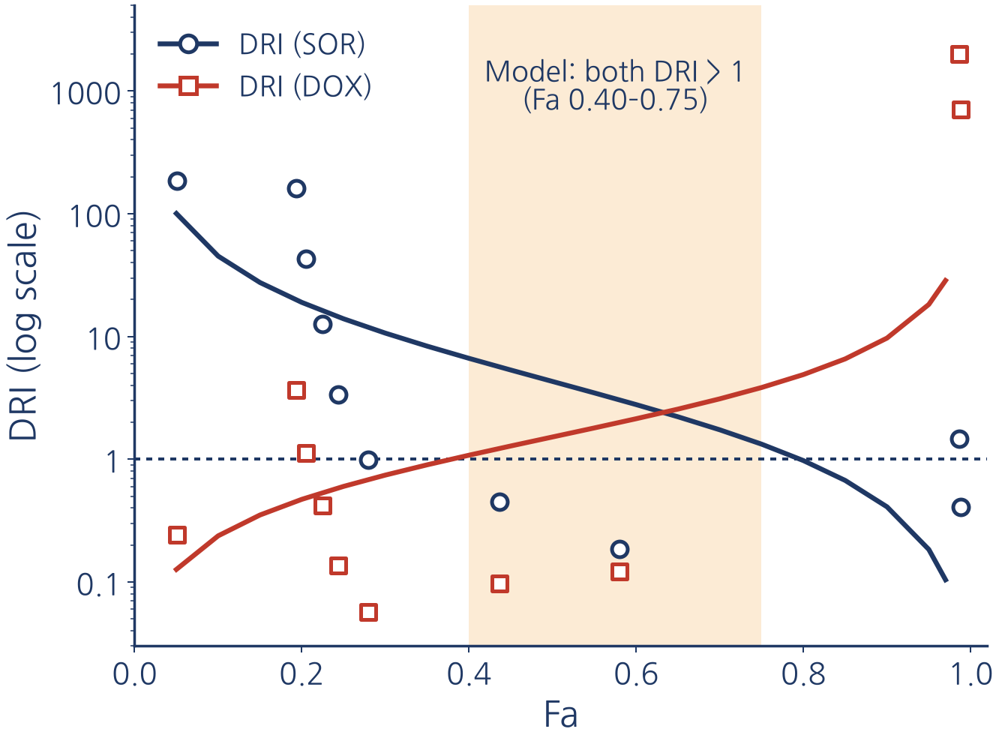 DRI (SOR)
DRI (DOX)
Model: both DRI > 1
(Fa 0.40-0.75)
DRI (log scale)
1000
100
10
1
0.1
0.0 0.2 0.4 0.6 0.8 1.0
Fa